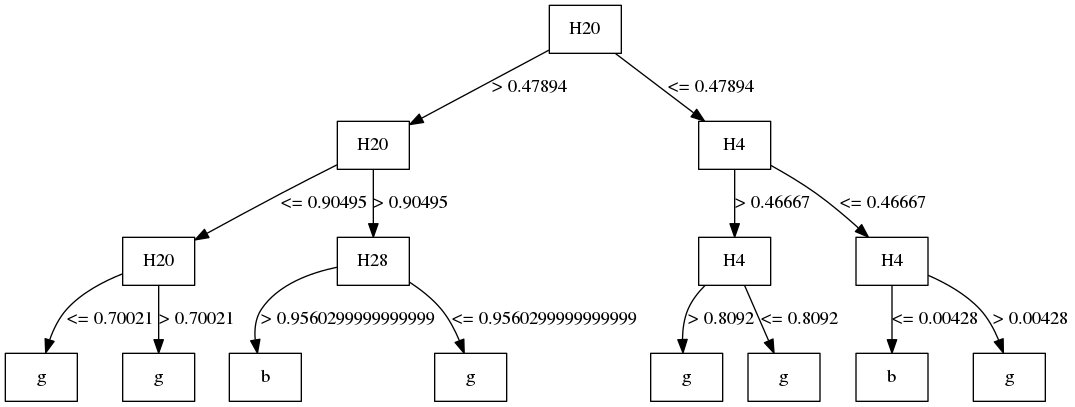 H20
> 0.47894
<= 0.47894
H20
H4
<= 0.90495
> 0.90495
> 0.46667
<= 0.46667
H20
H28
H4
H4
<= 0.70021
> 0.70021
> 0.9560299999999999
<= 0.9560299999999999
> 0.8092
<= 0.8092
<= 0.00428
> 0.00428
g
g
b
g
g
g
b
g